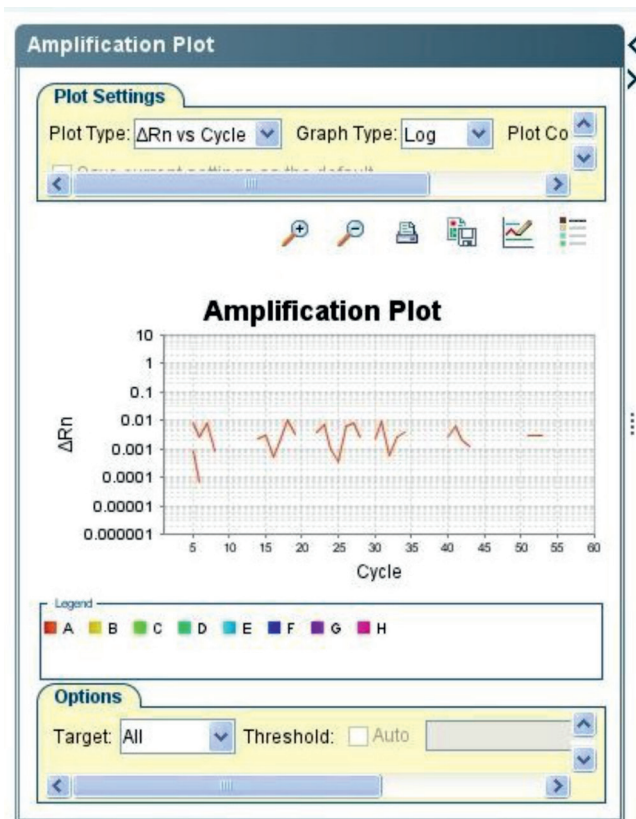 Amplification Plot
Plot Settings
Plot Type: ΔRn vs Cycle Graph Type: Log Plot Co
Amplification Plot
10
1
0.1
0.01
0.001
0.0001
0.00001
0.000001
ΔRn
5 10 15 20 25 30 35 40 45 50 55 60
Cycle
Legend
A B C D E F G H
Options
Target: All Threshold: Auto